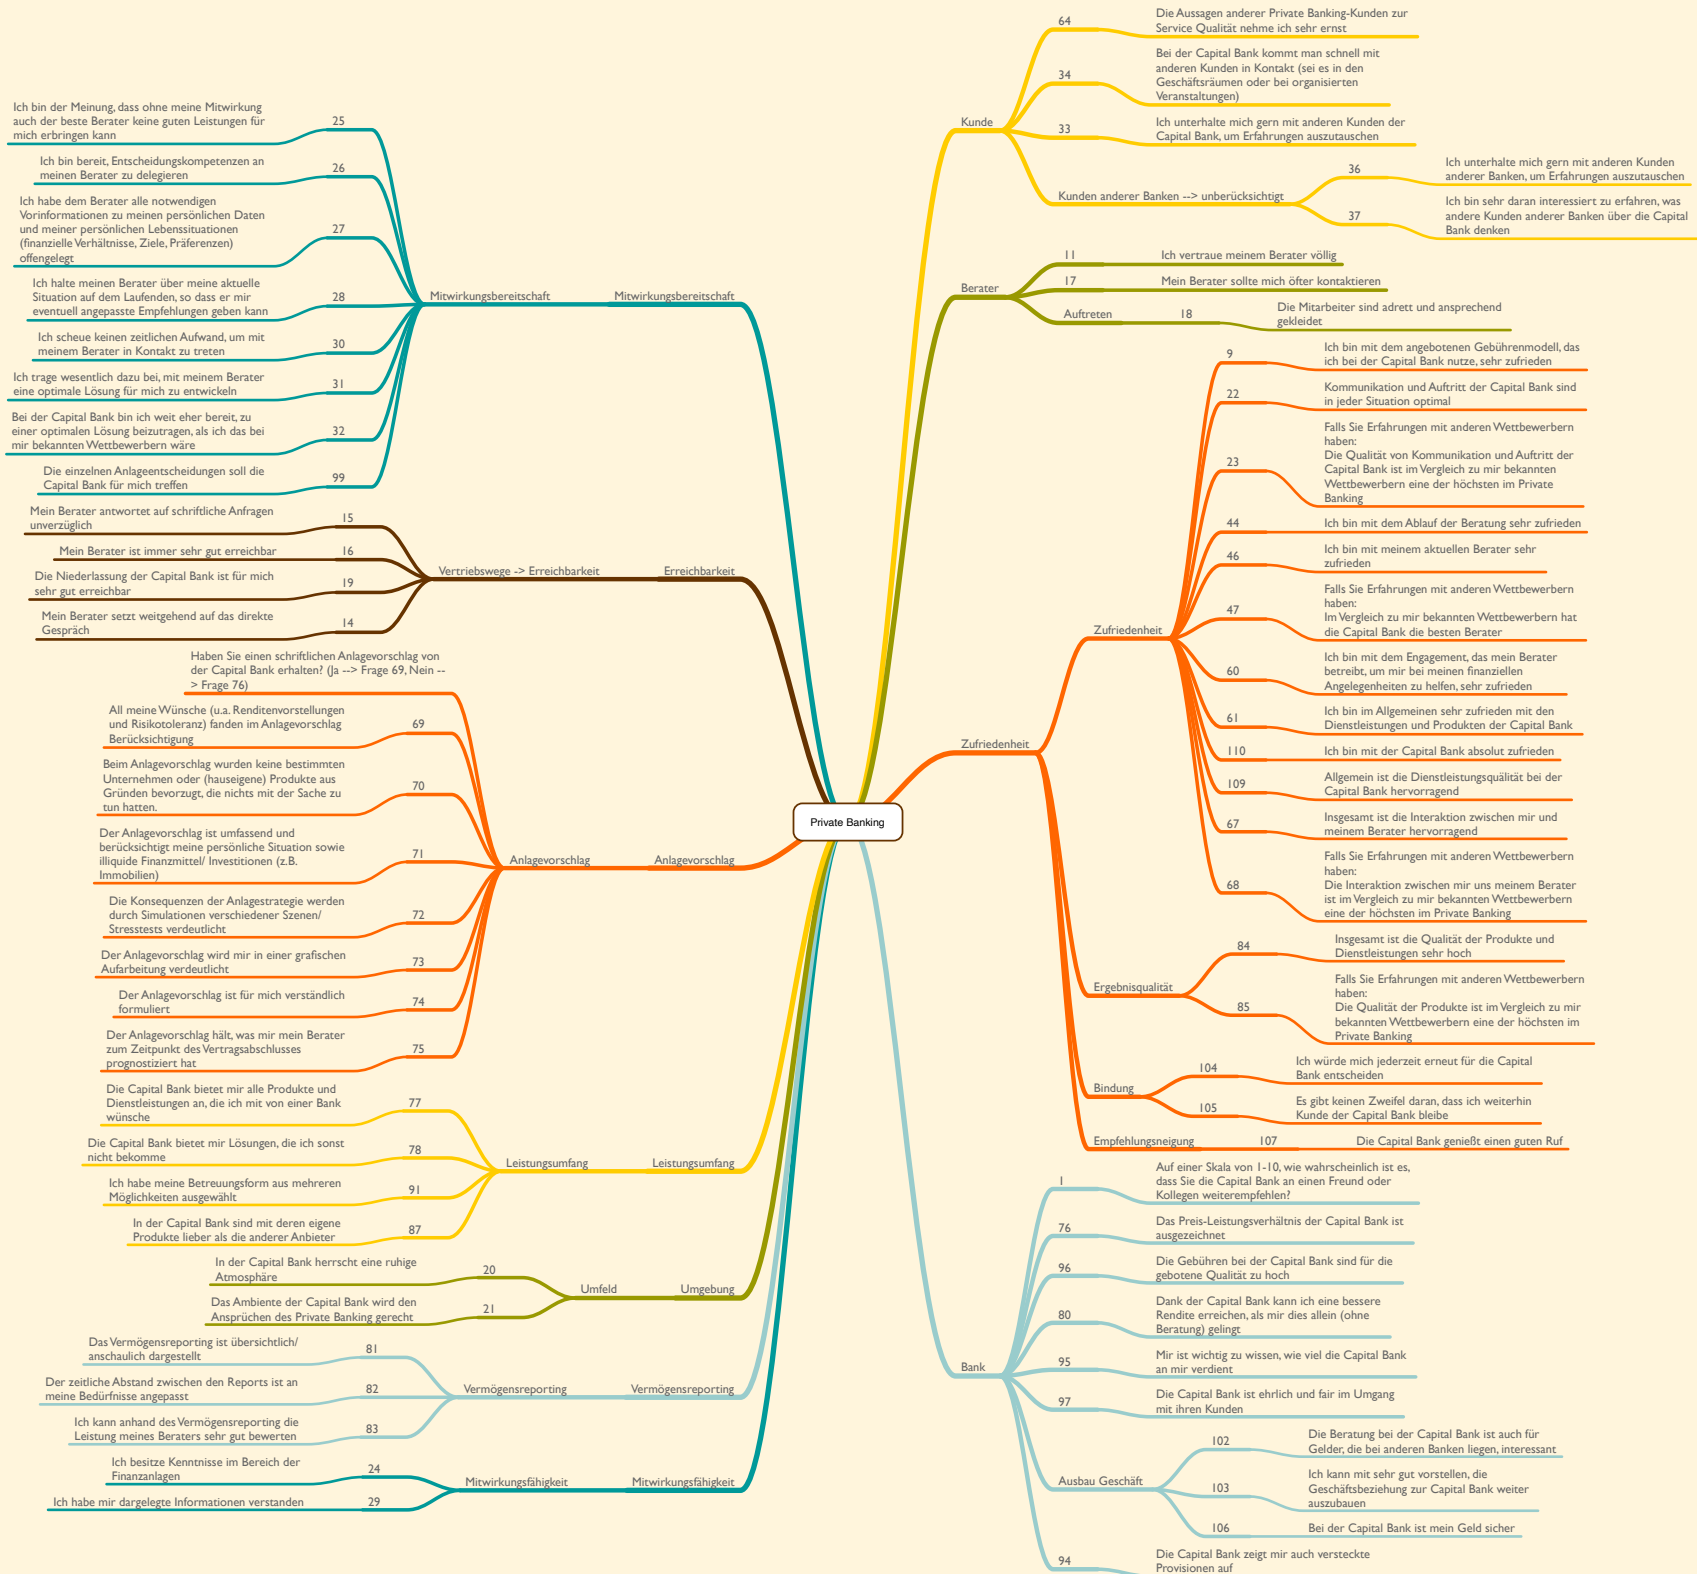 Private Banking
Mitwirkungsbereitschaft
Mitwirkungsbereitschaft
25
Ich bin der Meinung, dass ohne meine Mitwirkung
auch der beste Berater keine guten Leistungen für
mich erbringen kann
26
Ich bin bereit, Entscheidungskompetenzen an
meinen Berater zu delegieren
27
Ich habe dem Berater alle notwendigen
Vorinformationen zu meinen persönlichen Daten
und meiner persönlichen Lebenssituationen
(finanzielle Verhältnisse, Ziele, Präferenzen)
offengelegt
28
Ich halte meinen Berater über meine aktuelle
Situation auf dem Laufenden, so dass er mir
eventuell angepasste Empfehlungen geben kann
30
Ich scheue keinen zeitlichen Aufwand, um mit
meinem Berater in Kontakt zu treten
31
Ich trage wesentlich dazu bei, mit meinem Berater
eine optimale Lösung für mich zu entwickeln
32
Bei der Capital Bank bin ich weit eher bereit, zu
einer optimalen Lösung beizutragen, als ich das bei
mir bekannten Wettbewerbern wäre
99
Die einzelnen Anlageentscheidungen soll die
Capital Bank für mich treffen
Erreichbarkeit
Vertriebswege -> Erreichbarkeit
15
Mein Berater antwortet auf schriftliche Anfragen
unverzüglich
16
Mein Berater ist immer sehr gut erreichbar
19
Die Niederlassung der Capital Bank ist für mich
sehr gut erreichbar
14
Mein Berater setzt weitgehend auf das direkte
Gespräch
Anlagevorschlag
Anlagevorschlag
Haben Sie einen schriftlichen Anlagevorschlag von
der Capital Bank erhalten? (Ja --> Frage 69, Nein --
> Frage 76)
69
All meine Wünsche (u.a. Renditenvorstellungen
und Risikotoleranz) fanden im Anlagevorschlag
Berücksichtigung
70
Beim Anlagevorschlag wurden keine bestimmten
Unternehmen oder (hauseigene) Produkte aus
Gründen bevorzugt, die nichts mit der Sache zu
tun hatten.
71
Der Anlagevorschlag ist umfassend und
berücksichtigt meine persönliche Situation sowie
illiquide Finanzmittel/ Investitionen (z.B.
Immobilien)
72
Die Konsequenzen der Anlagestrategie werden
durch Simulationen verschiedener Szenen/
Stresstests verdeutlicht
73
Der Anlagevorschlag wird mir in einer grafischen
Aufarbeitung verdeutlicht
74
Der Anlagevorschlag ist für mich verständlich
formuliert
75
Der Anlagevorschlag hält, was mir mein Berater
zum Zeitpunkt des Vertragsabschlusses
prognostiziert hat
Leistungsumfang
Leistungsumfang
77
Die Capital Bank bietet mir alle Produkte und
Dienstleistungen an, die ich mit von einer Bank
wünsche
78
Die Capital Bank bietet mir Lösungen, die ich sonst
nicht bekomme
91
Ich habe meine Betreuungsform aus mehreren
Möglichkeiten ausgewählt
87
In der Capital Bank sind mit deren eigene
Produkte lieber als die anderer Anbieter
Umgebung
Umfeld
20
In der Capital Bank herrscht eine ruhige
Atmosphäre
21
Das Ambiente der Capital Bank wird den
Ansprüchen des Private Banking gerecht
Vermögensreporting
Vermögensreporting
81
Das Vermögensreporting ist übersichtlich/
anschaulich dargestellt
82
Der zeitliche Abstand zwischen den Reports ist an
meine Bedürfnisse angepasst
83
Ich kann anhand des Vermögensreporting die
Leistung meines Beraters sehr gut bewerten
Mitwirkungsfähigkeit
Mitwirkungsfähigkeit
24
Ich besitze Kenntnisse im Bereich der
Finanzanlagen
29
Ich habe mir dargelegte Informationen verstanden
Kunde
64
Die Aussagen anderer Private Banking-Kunden zur
Service Qualität nehme ich sehr ernst
34
Bei der Capital Bank kommt man schnell mit
anderen Kunden in Kontakt (sei es in den
Geschäftsräumen oder bei organisierten
Veranstaltungen)
33
Ich unterhalte mich gern mit anderen Kunden der
Capital Bank, um Erfahrungen auszutauschen
Kunden anderer Banken --> unberücksichtigt
36
Ich unterhalte mich gern mit anderen Kunden
anderer Banken, um Erfahrungen auszutauschen
37
Ich bin sehr daran interessiert zu erfahren, was
andere Kunden anderer Banken über die Capital
Bank denken
Berater
11
Ich vertraue meinem Berater völlig
17
Mein Berater sollte mich öfter kontaktieren
Auftreten
18
Die Mitarbeiter sind adrett und ansprechend
gekleidet
Zufriedenheit
Zufriedenheit
9
Ich bin mit dem angebotenen Gebührenmodell, das
ich bei der Capital Bank nutze, sehr zufrieden
22
Kommunikation und Auftritt der Capital Bank sind
in jeder Situation optimal
23
Falls Sie Erfahrungen mit anderen Wettbewerbern
haben:
Die Qualität von Kommunikation und Auftritt der
Capital Bank ist im Vergleich zu mir bekannten
Wettbewerbern eine der höchsten im Private
Banking
44
Ich bin mit dem Ablauf der Beratung sehr zufrieden
46
Ich bin mit meinem aktuellen Berater sehr
zufrieden
47
Falls Sie Erfahrungen mit anderen Wettbewerbern
haben:
Im Vergleich zu mir bekannten Wettbewerbern hat
die Capital Bank die besten Berater
60
Ich bin mit dem Engagement, das mein Berater
betreibt, um mir bei meinen finanziellen
Angelegenheiten zu helfen, sehr zufrieden
61
Ich bin im Allgemeinen sehr zufrieden mit den
Dienstleistungen und Produkten der Capital Bank
110
Ich bin mit der Capital Bank absolut zufrieden
109
Allgemein ist die Dienstleistungsquälität bei der
Capital Bank hervorragend
67
Insgesamt ist die Interaktion zwischen mir und
meinem Berater hervorragend
68
Falls Sie Erfahrungen mit anderen Wettbewerbern
haben:
Die Interaktion zwischen mir uns meinem Berater
ist im Vergleich zu mir bekannten Wettbewerbern
eine der höchsten im Private Banking
Ergebnisqualität
84
Insgesamt ist die Qualität der Produkte und
Dienstleistungen sehr hoch
85
Falls Sie Erfahrungen mit anderen Wettbewerbern
haben:
Die Qualität der Produkte ist im Vergleich zu mir
bekannten Wettbewerbern eine der höchsten im
Private Banking
Bindung
104
Ich würde mich jederzeit erneut für die Capital
Bank entscheiden
105
Es gibt keinen Zweifel daran, dass ich weiterhin
Kunde der Capital Bank bleibe
Empfehlungsneigung
107
Die Capital Bank genießt einen guten Ruf
Bank
1
Auf einer Skala von 1-10, wie wahrscheinlich ist es,
dass Sie die Capital Bank an einen Freund oder
Kollegen weiterempfehlen?
76
Das Preis-Leistungsverhältnis der Capital Bank ist
ausgezeichnet
96
Die Gebühren bei der Capital Bank sind für die
gebotene Qualität zu hoch
80
Dank der Capital Bank kann ich eine bessere
Rendite erreichen, als mir dies allein (ohne
Beratung) gelingt
95
Mir ist wichtig zu wissen, wie viel die Capital Bank
an mir verdient
97
Die Capital Bank ist ehrlich und fair im Umgang
mit ihren Kunden
Ausbau Geschäft
102
Die Beratung bei der Capital Bank ist auch für
Gelder, die bei anderen Banken liegen, interessant
103
Ich kann mit sehr gut vorstellen, die
Geschäftsbeziehung zur Capital Bank weiter
auszubauen
106
Bei der Capital Bank ist mein Geld sicher
94
Die Capital Bank zeigt mir auch versteckte
Provisionen auf